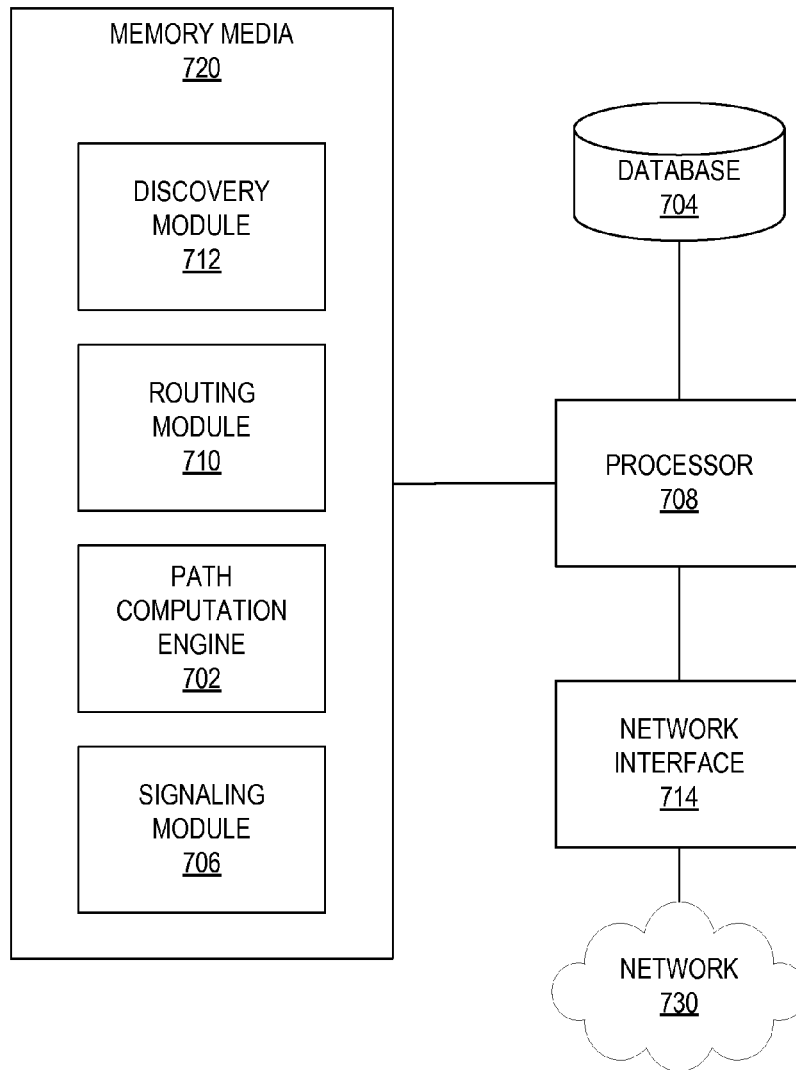 MEMORY MEDIA
720
DISCOVERY
MODULE
712
ROUTING
MODULE
710
PATH
COMPUTATION
ENGINE
702
SIGNALING
MODULE
706
DATABASE
704
PROCESSOR
708
NETWORK
INTERFACE
714
NETWORK
730